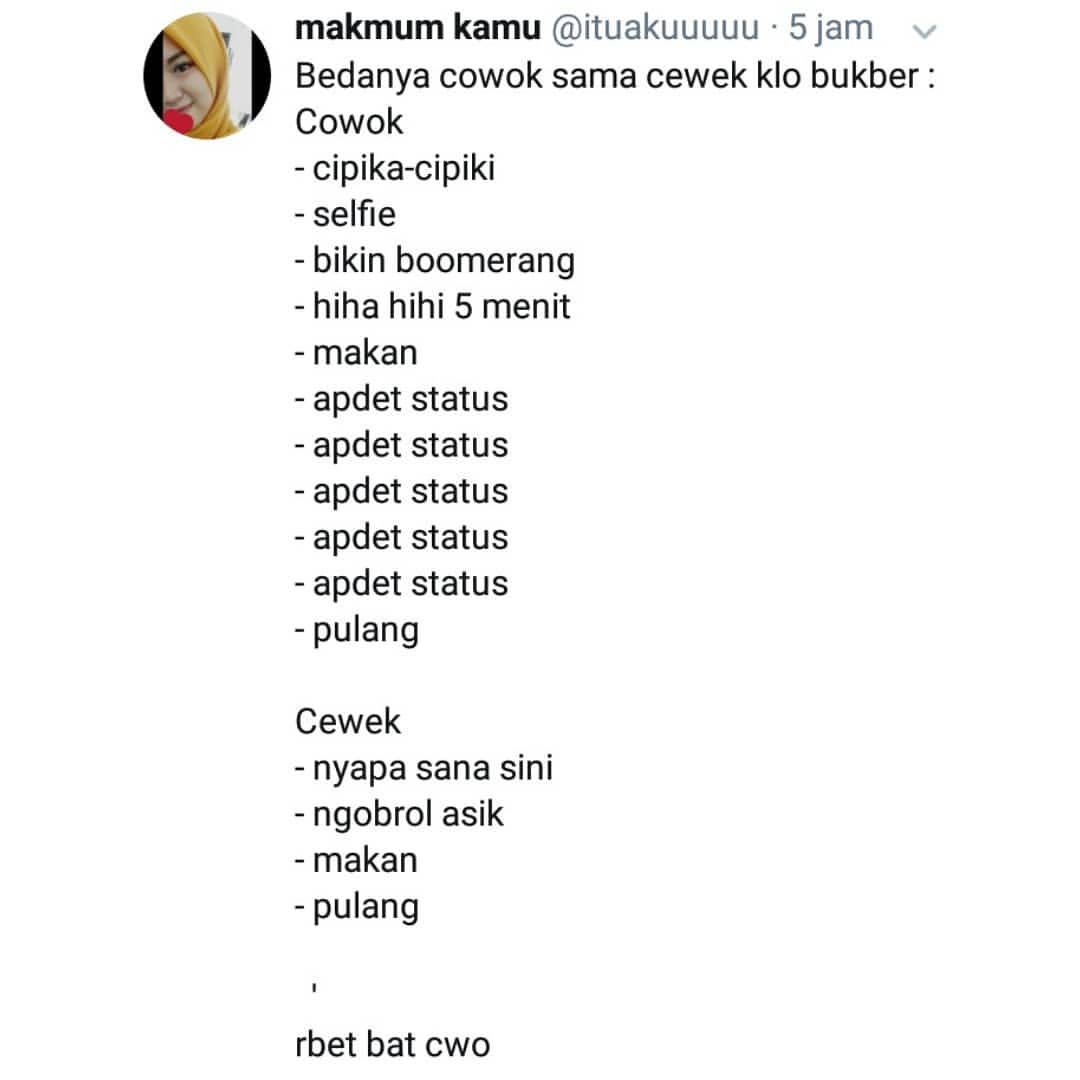 makmum kamu @ituakuuuuu · 5 jam
Bedanya cowok sama cewek klo bukber :
Cowok
- cipika-cipiki
- selfie
- bikin boomerang
- hiha hihi 5 menit
- makan
- apdet status
- apdet status
- apdet status
- apdet status
- apdet status
- pulang
Cewek
- nyapa sana sini
- ngobrol asik
- makan
- pulang
'
rbet bat cwo